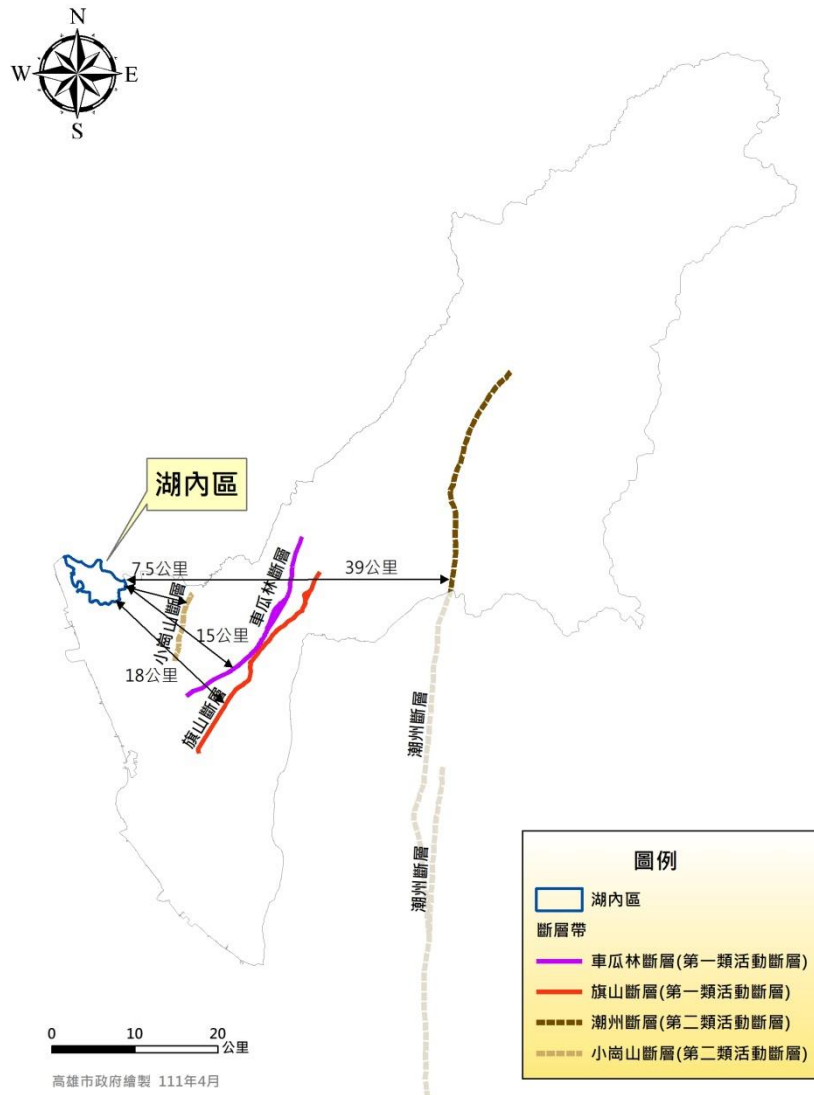 N
W
E
S
湖內區
7.5公里
39公里
車瓜林斷層
小崗山斷層
15公里
18公里
旗山斷層
潮州斷層
潮州斷層
圖例
湖內區
斷層帶
車瓜林斷層(第一類活動斷層)
旗山斷層(第一類活動斷層)
潮州斷層(第二類活動斷層)
小崗山斷層(第二類活動斷層)
0 10 20
公里
高雄市政府繪製 111年4月